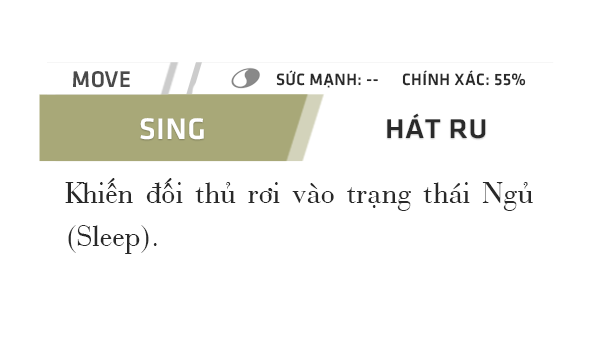 MOVE SỨC MẠNH: -- CHÍNH XÁC: 55%
SING HÁT RU
Khiến đối thủ rơi vào trạng thái Ngủ
(Sleep).